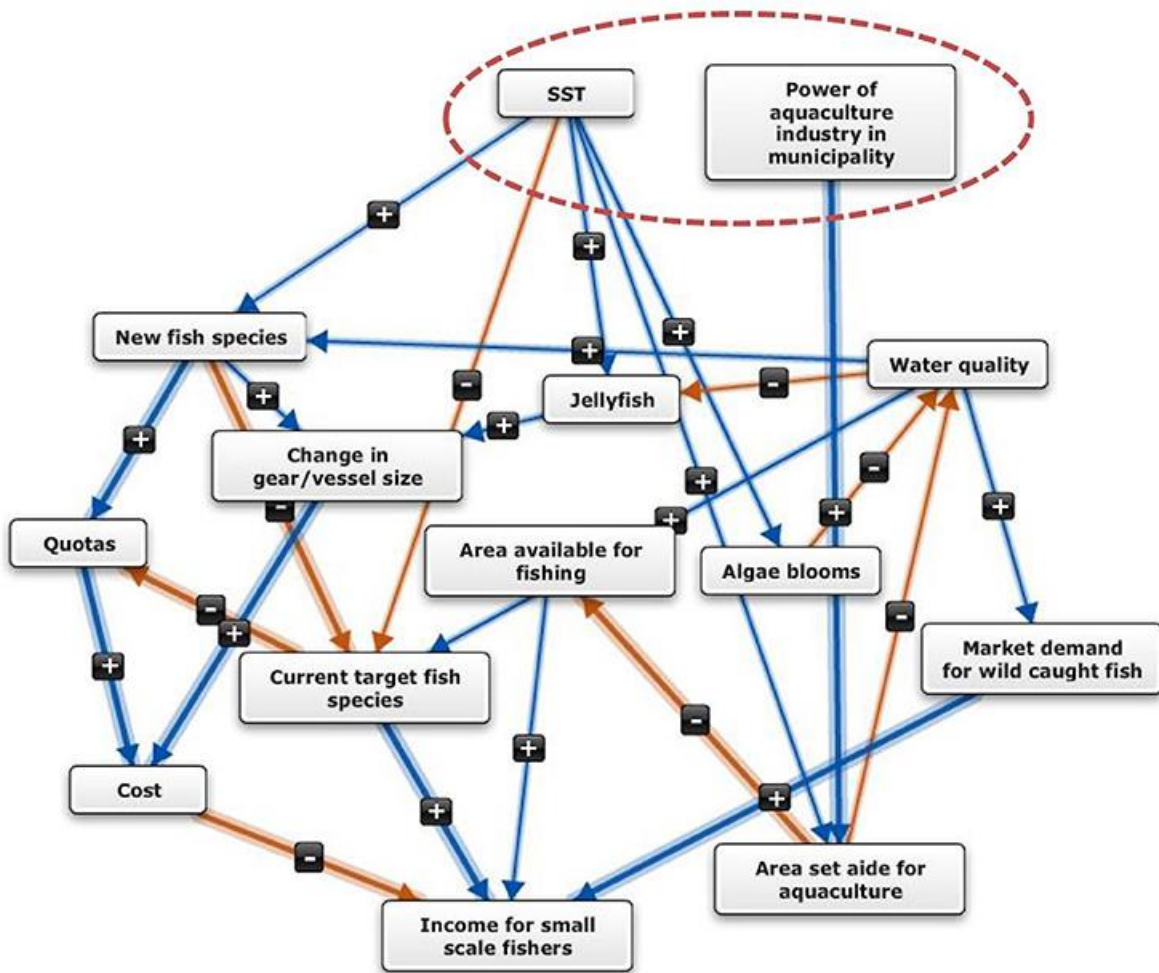 SST
Power of
aquaculture
industry in
municipality
+
+
+
+
-
+
-
New fish species
Water quality
Jellyfish
+
+
+
Change in
gear/vessel size
-
+
-
+
+
+
Quotas
Area available for
fishing
Algae blooms
-
+
-
+
Current target fish
species
Market demand
for wild caught fish
-
+
Cost
+
+
-
Area set aide for
aquaculture
Income for small
scale fishers